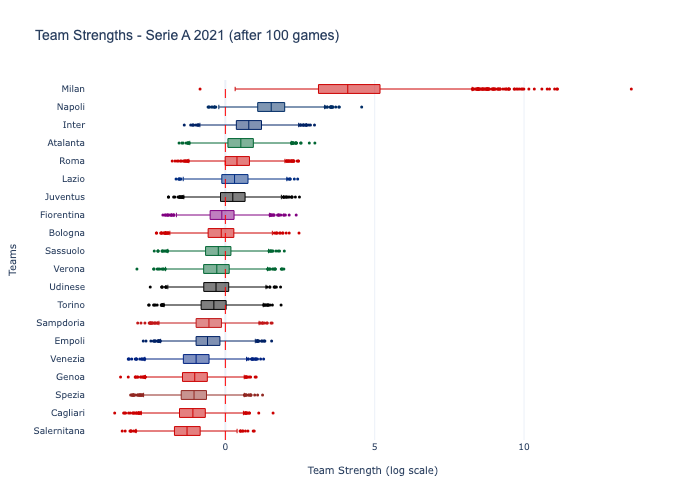 Team Strengths - Serie A 2021 (after 100 games)
Milan
Napoli
Inter
Atalanta
Roma
Lazio
Juventus
Fiorentina
Bologna
Sassuolo
Verona
Udinese
Torino
Sampdoria
Empoli
Venezia
Genoa
Spezia
Cagliari
Salernitana
Teams
0
5
10
Team Strength (log scale)